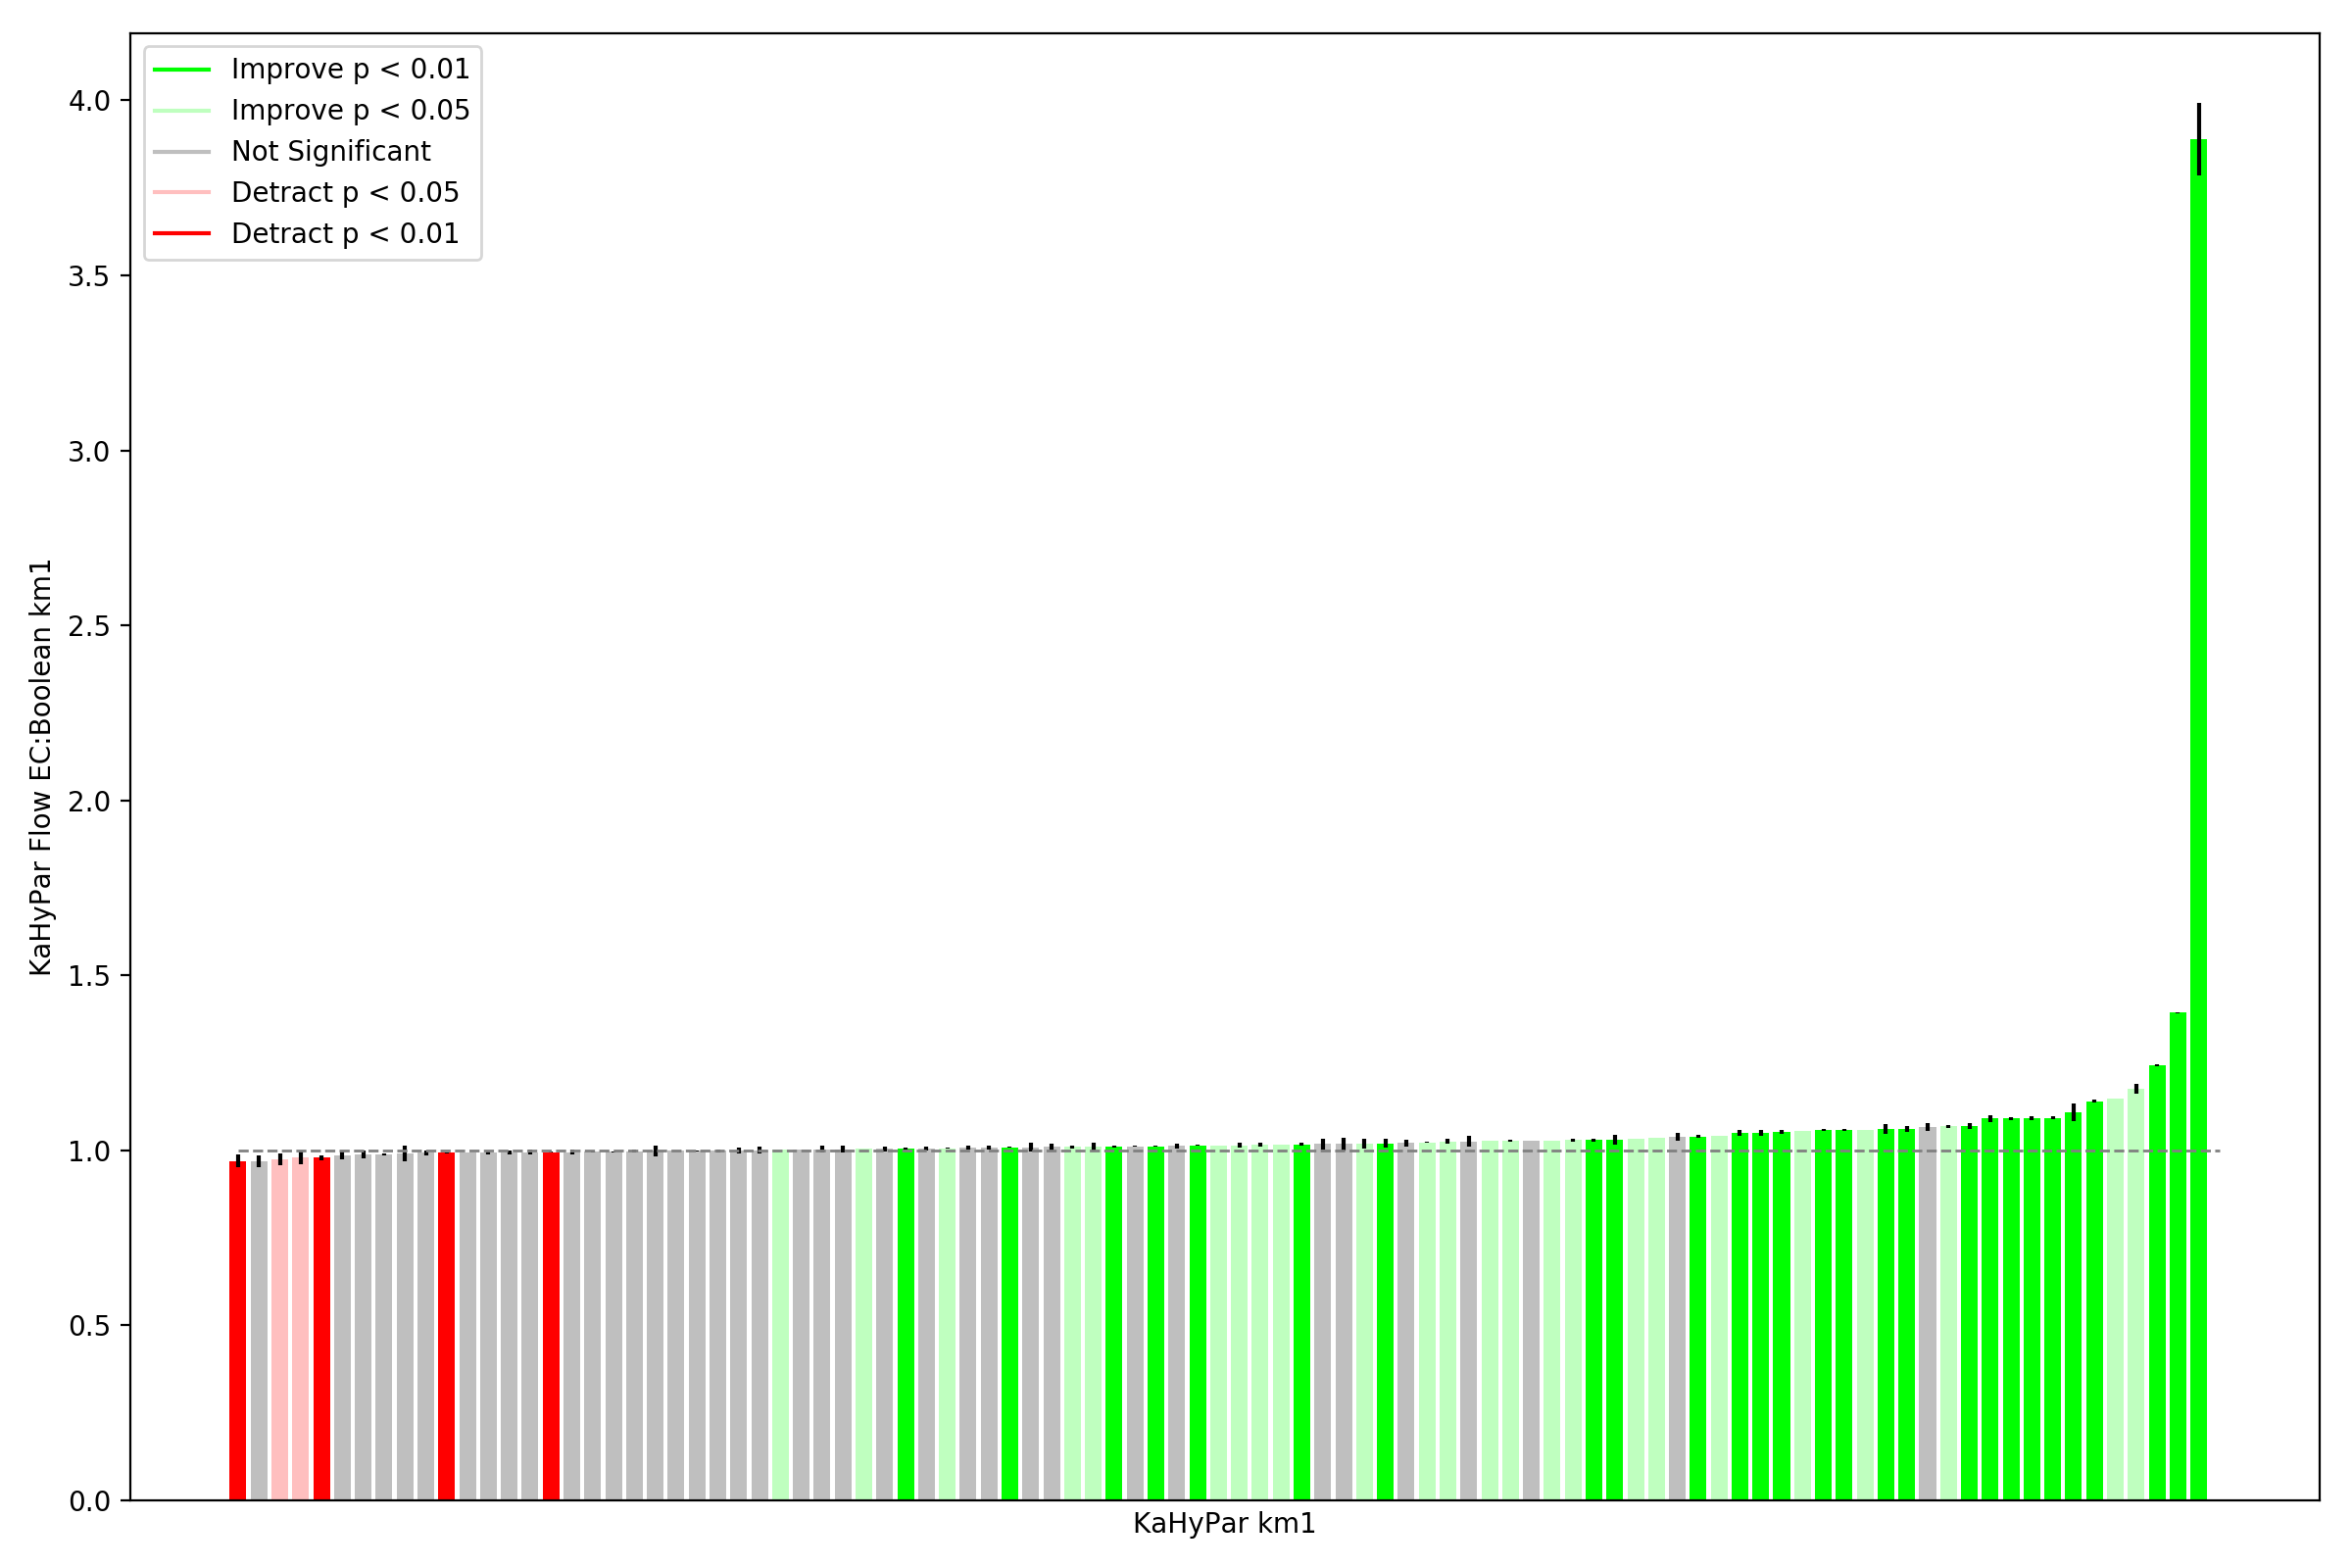 Improve p < 0.01
Improve p < 0.05
Not Significant
Detract p < 0.05
Detract p < 0.01
4.0
3.5
3.0
2.5
2.0
1.5
1.0
0.5
0.0
KaHyPar Flow EC:Boolean km1
KaHyPar km1